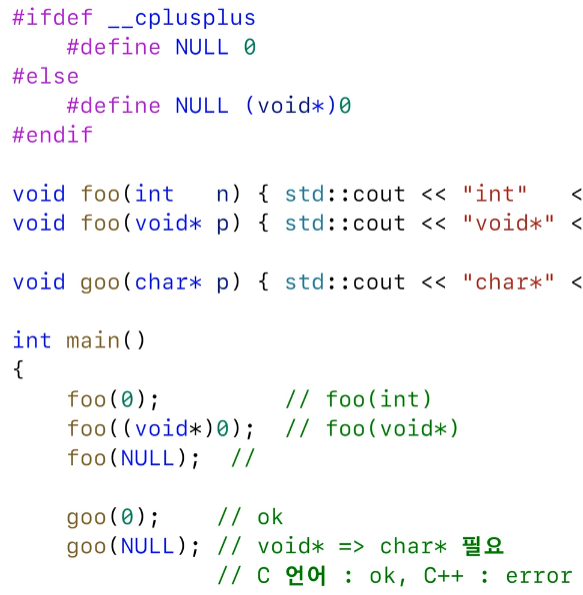 #ifdef __cplusplus
    #define NULL 0
#else
    #define NULL (void*)0
#endif

void foo(int   n) { std::cout << "int"   <
void foo(void* p) { std::cout << "void*" <

void goo(char* p) { std::cout << "char*" <

int main()
{
    foo(0);         // foo(int)
    foo((void*)0);  // foo(void*)
    foo(NULL);  //

    goo(0);    // ok
    goo(NULL); // void* => char* 필요
               // C 언어 : ok, C++ : error